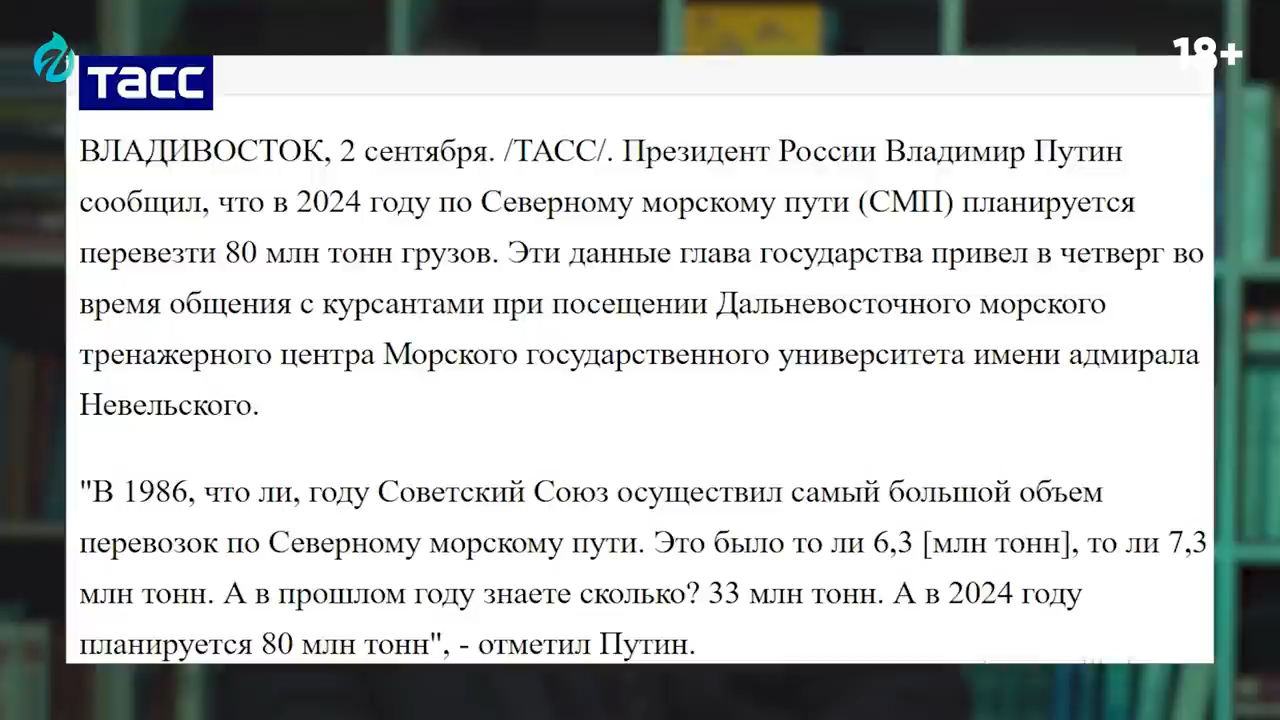 18+
ТАСС
ВЛАДИВОСТОК, 2 сентября. /ТАСС/. Президент России Владимир Путин
сообщил, что в 2024 году по Северному морскому пути (СМП) планируется
перевезти 80 млн тонн грузов. Эти данные глава государства привел в четверг во
время общения с курсантами при посещении Дальневосточного морского
тренажерного центра Морского государственного университета имени адмирала
Невельского.
"В 1986, что ли, году Советский Союз осуществил самый большой объем
перевозок по Северному морскому пути. Это было то ли 6,3 [млн тонн], то ли 7,3
млн тонн. А в прошлом году знаете сколько? 33 млн тонн. А в 2024 году
планируется 80 млн тонн", - отметил Путин.